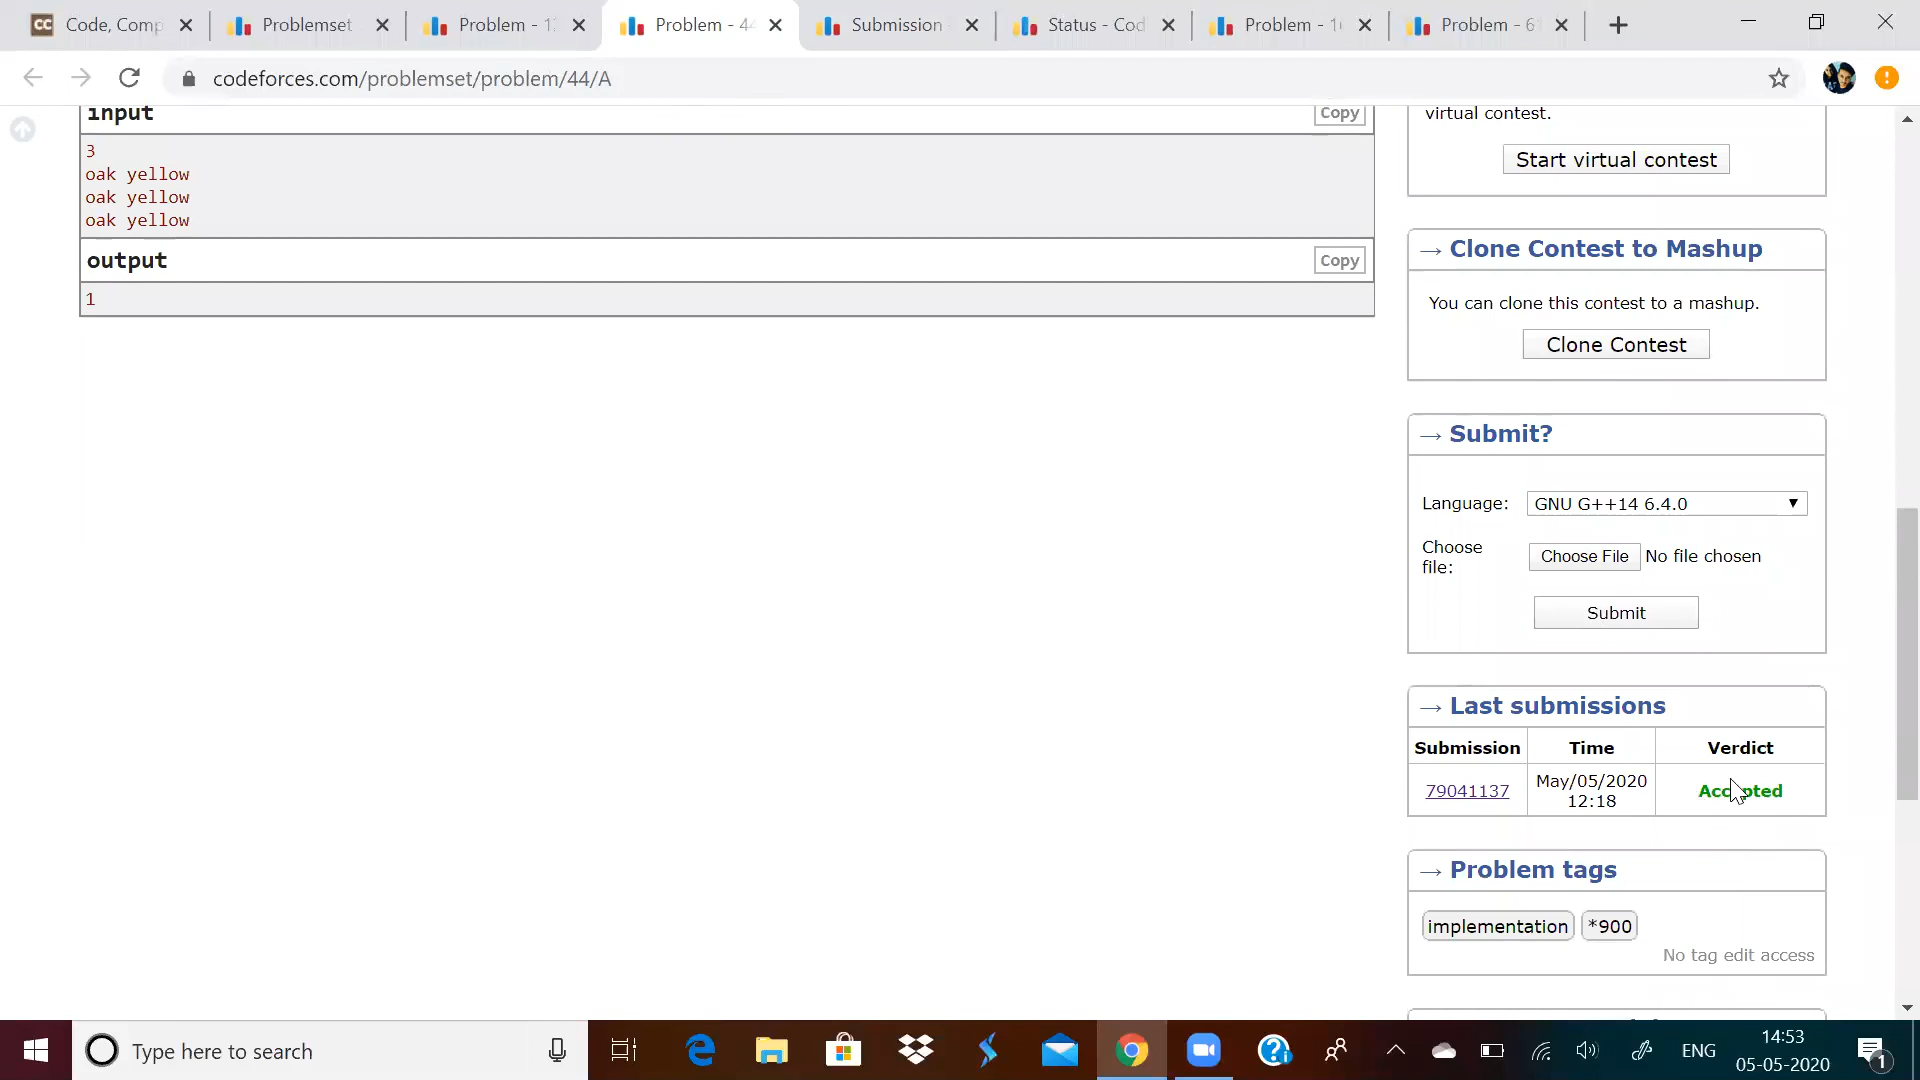 Code, Comp
Problemset
Problem - 1
Problem - 44
Submission
Status - Cod
Problem - 1
Problem - 61
codeforces.com/problemset/problem/44/A
input
Copy
3
oak yellow
oak yellow
oak yellow
output
Copy
1
virtual contest.
Start virtual contest
→ Clone Contest to Mashup
You can clone this contest to a mashup.
Clone Contest
→ Submit?
Language:
GNU G++14 6.4.0
Choose
file:
Choose File No file chosen
Submit
→ Last submissions
Submission Time Verdict
79041137 May/05/2020
12:18
Accepted
→ Problem tags
implementation *900
No tag edit access
Type here to search
ENG
14:53
05-05-2020
1